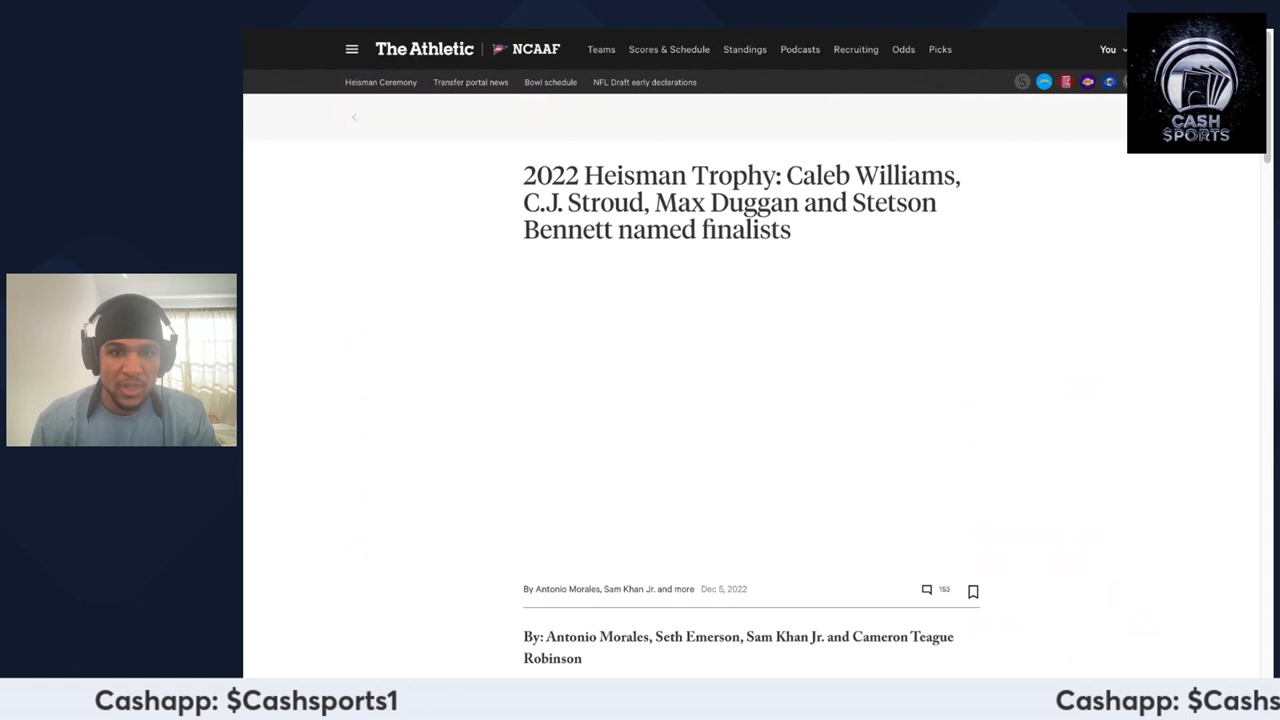 The Athletic
NCAAF
Teams
Scores & Schedule
Standings
Podcasts
Recruiting
Odds
Picks
You
Heisman Ceremony
Transfer portal news
Bowl schedule
NFL Draft early declarations
CASH
$PORTS
2022 Heisman Trophy: Caleb Williams,
C.J. Stroud, Max Duggan and Stetson
Bennett named finalists
By Antonio Morales, Sam Khan Jr. and more
Dec 5, 2022
153
By: Antonio Morales, Seth Emerson, Sam Khan Jr. and Cameron Teague
Robinson
Cashapp: $Cashsports1
Cashapp: $Cashs